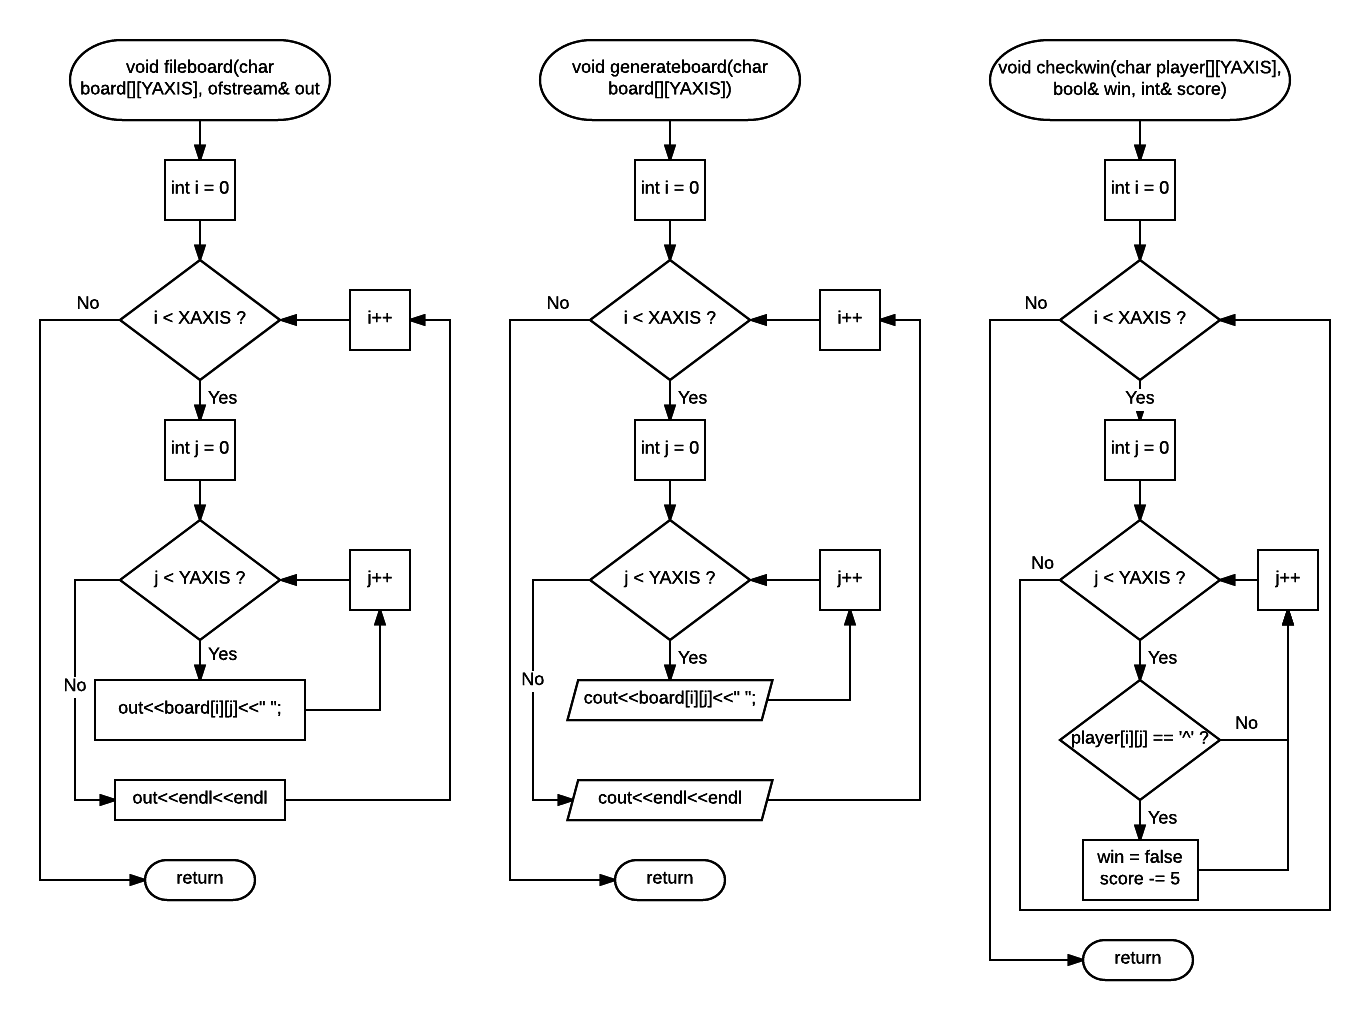 void fileboard(char
board[][YAXIS], ofstream& out
int i = 0
i < XAXIS ?
No
i++
Yes
int j = 0
j < YAXIS ?
j++
Yes
No
out<<board[i][j]<<" ";
out<<endl<<endl
return
void generateboard(char
board[][YAXIS])
int i = 0
i < XAXIS ?
No
i++
Yes
int j = 0
j < YAXIS ?
j++
Yes
No
cout<<board[i][j]<<" ";
cout<<endl<<endl
return
void checkwin(char player[][YAXIS],
bool& win, int& score)
int i = 0
No
i < XAXIS ?
Yes
int j = 0
No
j < YAXIS ?
j++
Yes
player[i][j] == '^' ?
No
Yes
win = false
score -= 5
return